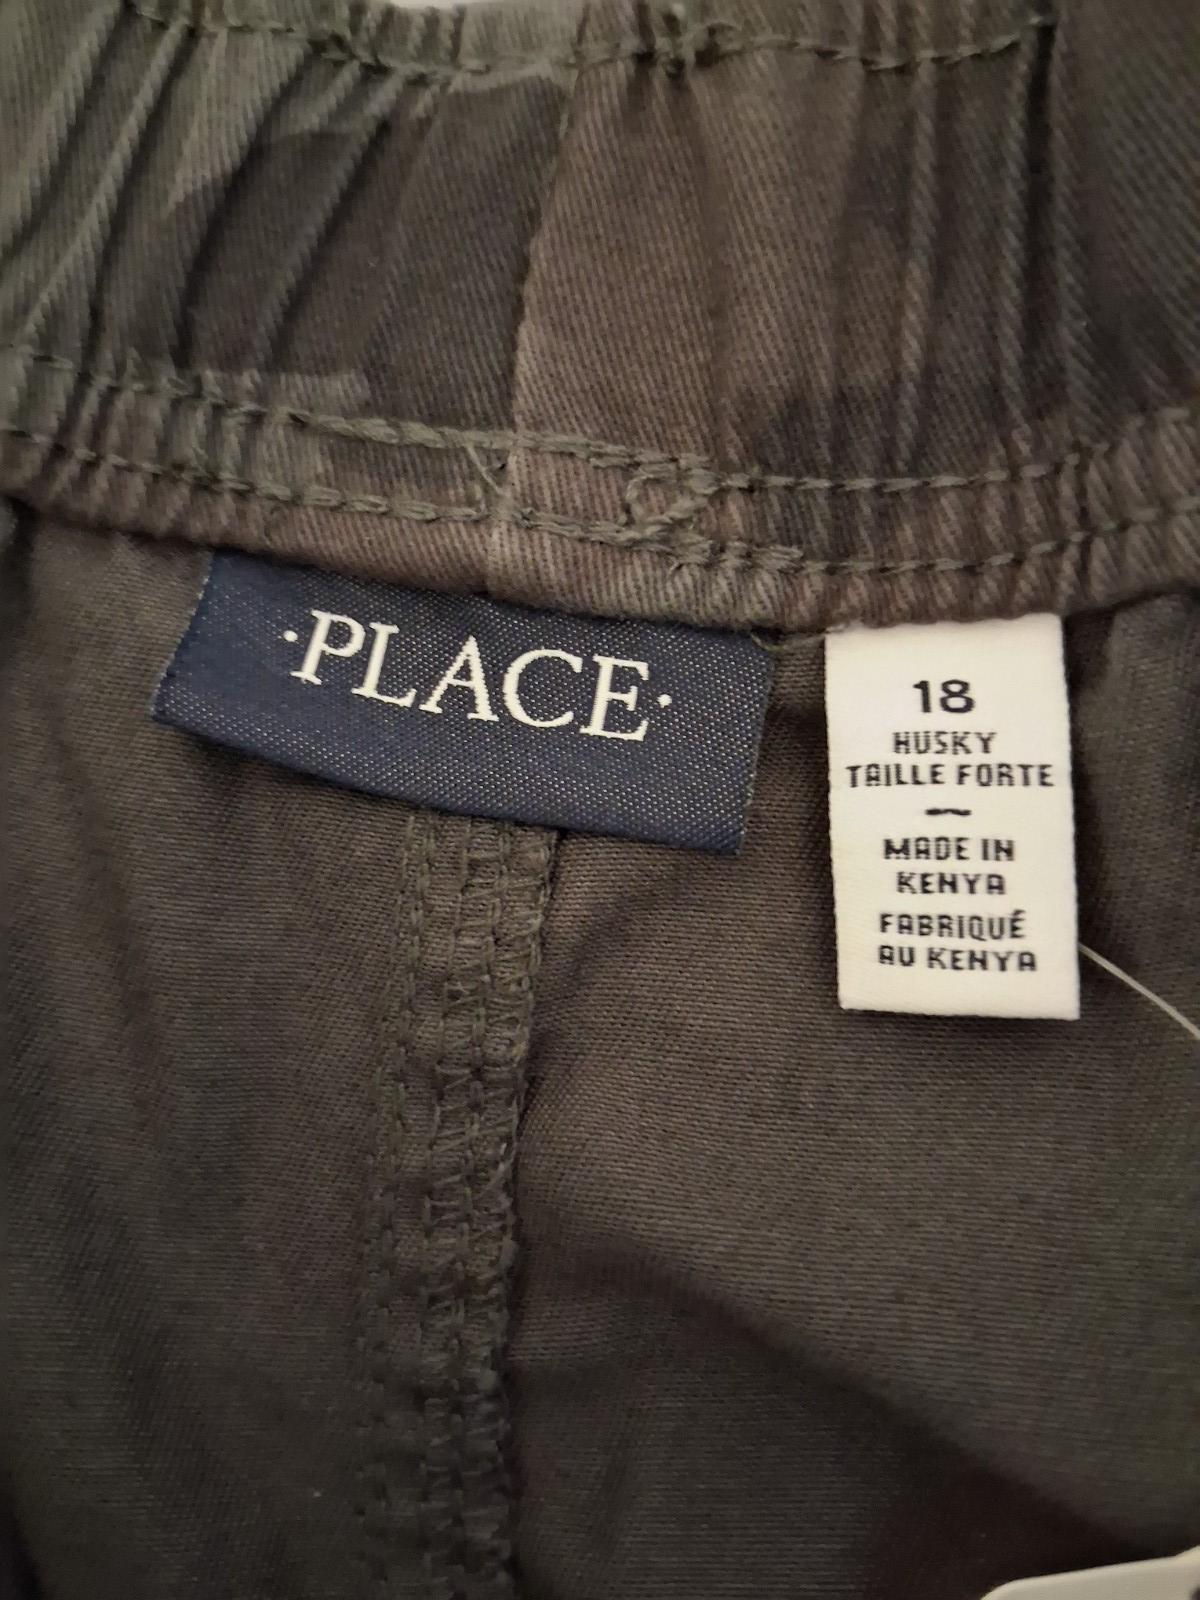 ·PLACE·
18
HUSKY
TAILLE FORTE
~
MADE IN
KENYA
FABRIQUÉ
AU KENYA